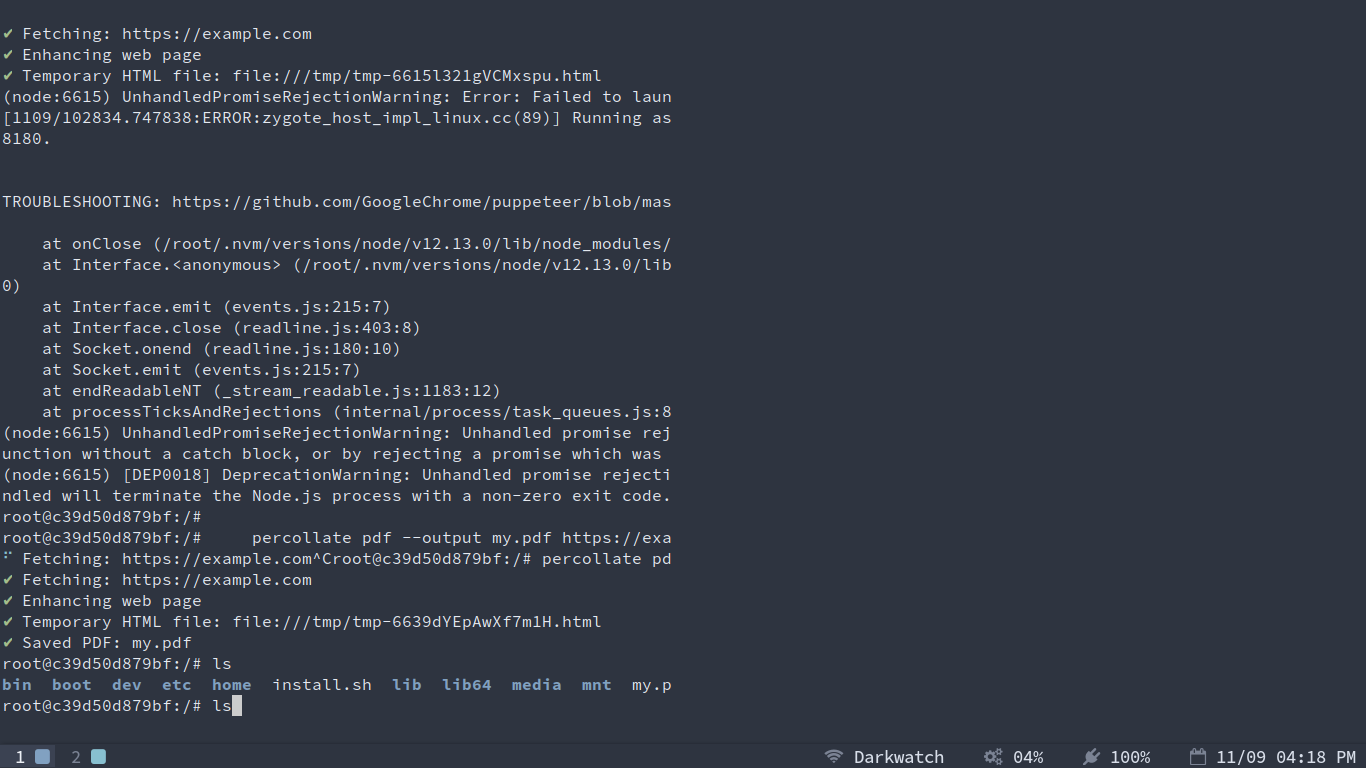 ✔ Fetching: https://example.com
✔ Enhancing web page
✔ Temporary HTML file: file:///tmp/tmp-6615l321gVCMxspu.html
(node:6615) UnhandledPromiseRejectionWarning: Error: Failed to laun
[1109/102834.747838:ERROR:zygote_host_impl_linux.cc(89)] Running as
8180.
TROUBLESHOOTING: https://github.com/GoogleChrome/puppeteer/blob/mas
    at onClose (/root/.nvm/versions/node/v12.13.0/lib/node_modules/
    at Interface.<anonymous> (/root/.nvm/versions/node/v12.13.0/lib
0)
    at Interface.emit (events.js:215:7)
    at Interface.close (readline.js:403:8)
    at Socket.onend (readline.js:180:10)
    at Socket.emit (events.js:215:7)
    at endReadableNT (_stream_readable.js:1183:12)
    at processTicksAndRejections (internal/process/task_queues.js:8
(node:6615) UnhandledPromiseRejectionWarning: Unhandled promise rej
unction without a catch block, or by rejecting a promise which was
(node:6615) [DEP0018] DeprecationWarning: Unhandled promise rejecti
ndled will terminate the Node.js process with a non-zero exit code.
root@c39d50d879bf:/#
root@c39d50d879bf:/#     percollate pdf --output my.pdf https://exa
⠋ Fetching: https://example.com^Croot@c39d50d879bf:/# percollate pd
✔ Fetching: https://example.com
✔ Enhancing web page
✔ Temporary HTML file: file:///tmp/tmp-6639dYEpAwXf7m1H.html
✔ Saved PDF: my.pdf
root@c39d50d879bf:/# ls
bin  boot  dev  etc  home  install.sh  lib  lib64  media  mnt  my.p
root@c39d50d879bf:/# ls
1 2 Darkwatch 04% 100% 11/09 04:18 PM